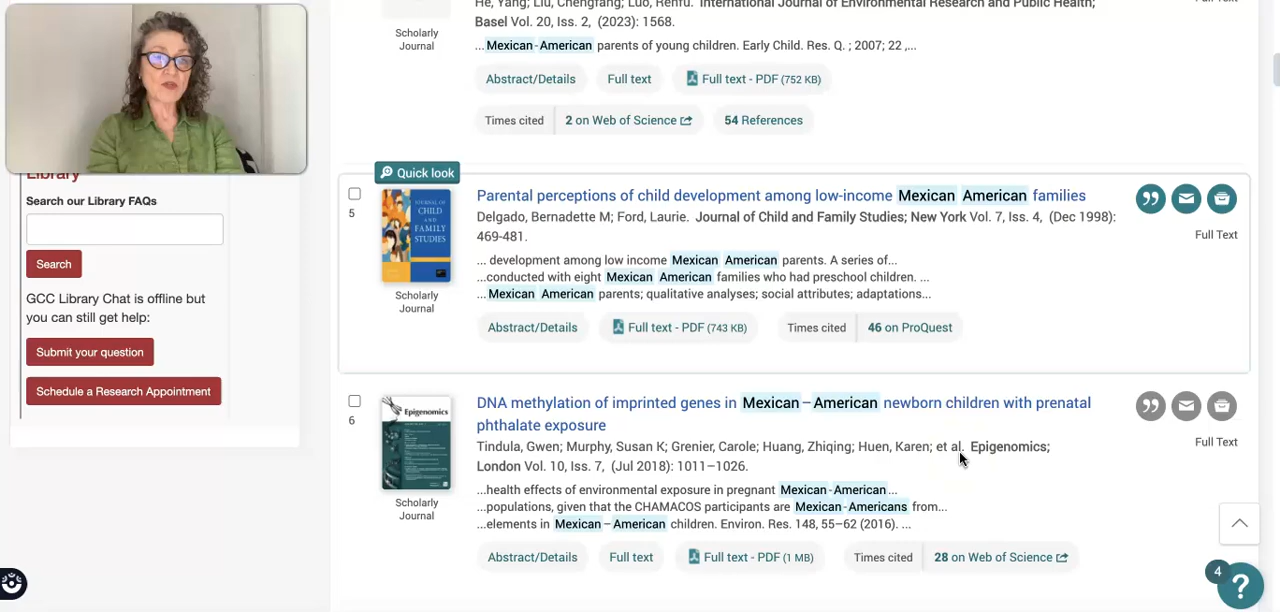 He, Yang; Liu, Chengfang; Luo, Renfu. International Journal of Environmental Research and Public Health;
Full Text
Basel Vol. 20, Iss. 2, (2023): 1568.
Scholarly
Journal
...Mexican-American parents of young children. Early Child. Res. Q. ; 2007; 22 ,...
Abstract/Details
Full text
Full text - PDF (752 KB)
Times cited
2 on Web of Science
54 References
Library
Search our Library FAQs
Search
GCC Library Chat is offline but
you can still get help:
Submit your question
Schedule a Research Appointment
Quick look
5
JOURNAL OF
CHILD
AND
FAMILY
STUDIES
Scholarly
Journal
Parental perceptions of child development among low-income Mexican American families
Delgado, Bernadette M; Ford, Laurie. Journal of Child and Family Studies; New York Vol. 7, Iss. 4, (Dec 1998):
469-481.
Full Text
... development among low income Mexican American parents. A series of...
...conducted with eight Mexican American families who had preschool children. ...
...Mexican American parents; qualitative analyses; social attributes; adaptations...
Abstract/Details
Full text - PDF (743 KB)
Times cited
46 on ProQuest
6
Epigenomics
Scholarly
Journal
DNA methylation of imprinted genes in Mexican–American newborn children with prenatal
phthalate exposure
Tindula, Gwen; Murphy, Susan K; Grenier, Carole; Huang, Zhiqing; Huen, Karen; et al. Epigenomics;
London Vol. 10, Iss. 7, (Jul 2018): 1011–1026.
Full Text
...health effects of environmental exposure in pregnant Mexican-American...
...populations, given that the CHAMACOS participants are Mexican-Americans from...
...elements in Mexican–American children. Environ. Res. 148, 55–62 (2016). ...
Abstract/Details
Full text
Full text - PDF (1 MB)
Times cited
28 on Web of Science
4
?